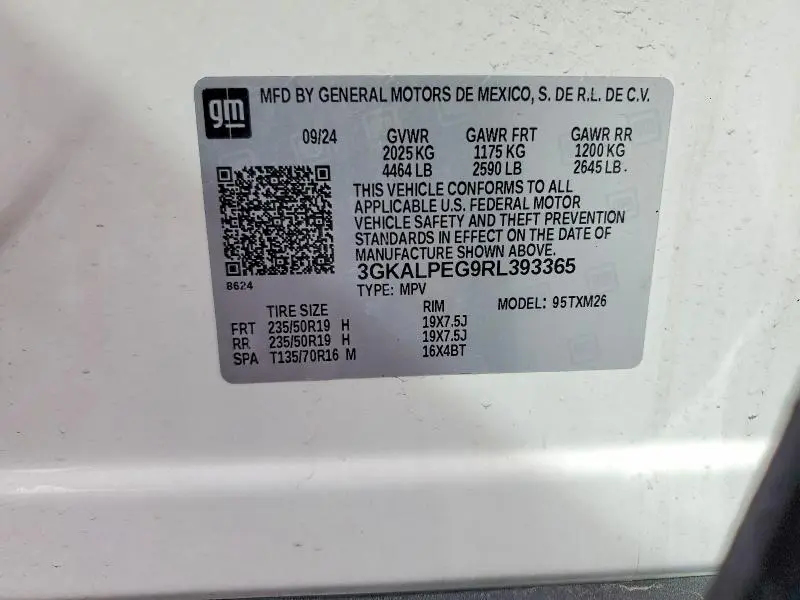 gm
MFD BY GENERAL MOTORS DE MEXICO, S. DE R.L. DE C.V.
09/24 GVWR GAWR FRT GAWR RR
2025 KG 1175 KG 1200 KG
4464 LB 2590 LB 2645 LB.
THIS VEHICLE CONFORMS TO ALL
APPLICABLE U.S. FEDERAL MOTOR
VEHICLE SAFETY AND THEFT PREVENTION
STANDARDS IN EFFECT ON THE DATE OF
MANUFACTURE SHOWN ABOVE.
3GKALPEG9RL393365
8624
TYPE: MPV
TIRE SIZE RIM MODEL: 95TXM26
FRT 235/50R19 H 19X7.5J
RR 235/50R19 H 19X7.5J
SPA T135/70R16 M 16X4BT